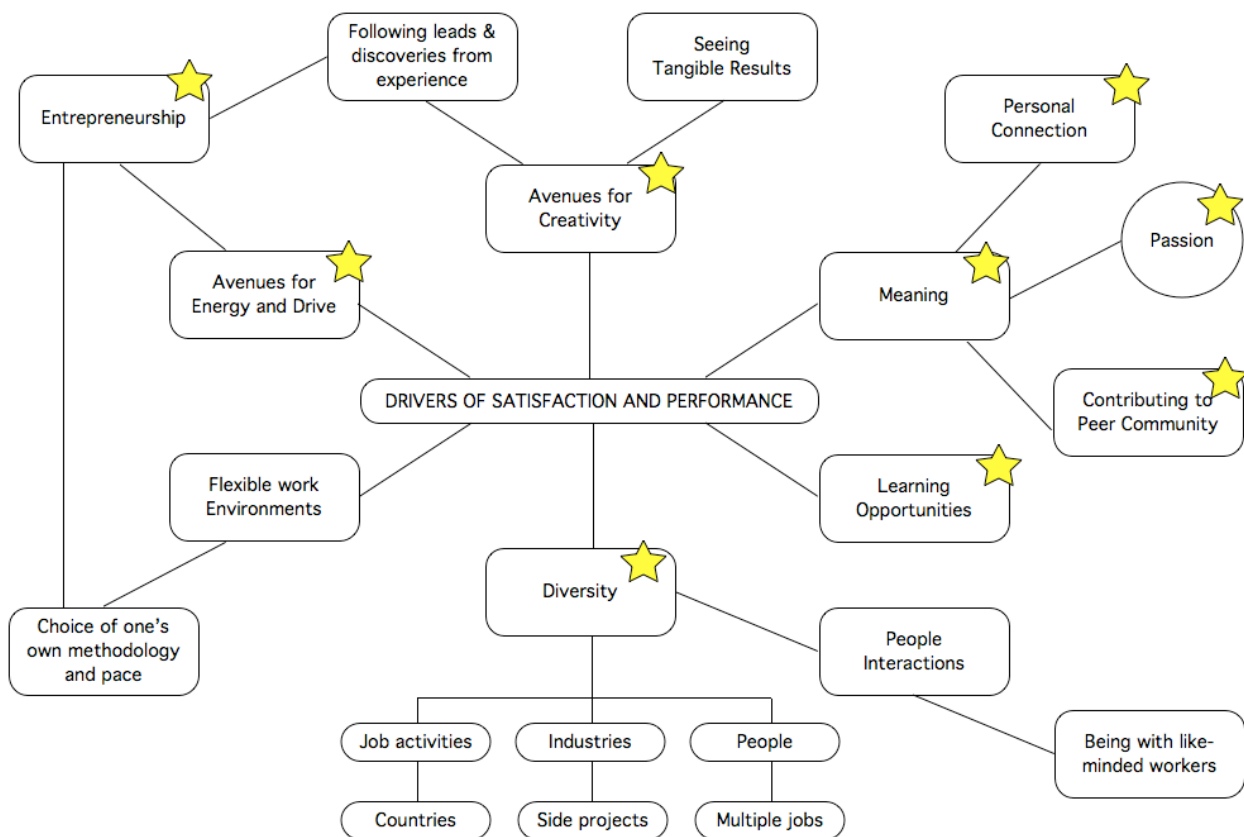 Following leads &
discoveries from
experience
Seeing
Tangible Results
Entrepreneurship
Personal
Connection
Avenues for
Creativity
Passion
Avenues for
Energy and Drive
Meaning
DRIVERS OF SATISFACTION AND PERFORMANCE
Contributing to
Peer Community
Flexible work
Environments
Learning
Opportunities
Diversity
Choice of one’s
own methodology
and pace
People
Interactions
Job activities
Industries
People
Being with like-
minded workers
Countries
Side projects
Multiple jobs